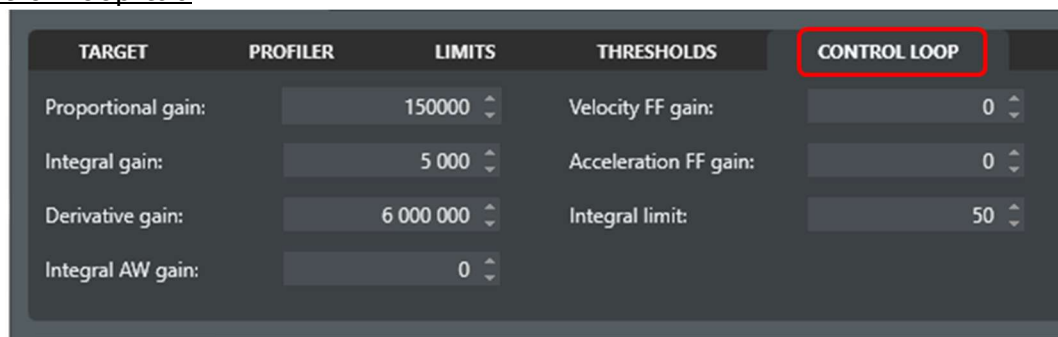 TARGET PROFILER LIMITS THRESHOLDS CONTROL LOOP
Proportional gain: 150000 Velocity FF gain: 0
Integral gain: 5 000 Acceleration FF gain: 0
Derivative gain: 6 000 000 Integral limit: 50
Integral AW gain: 0